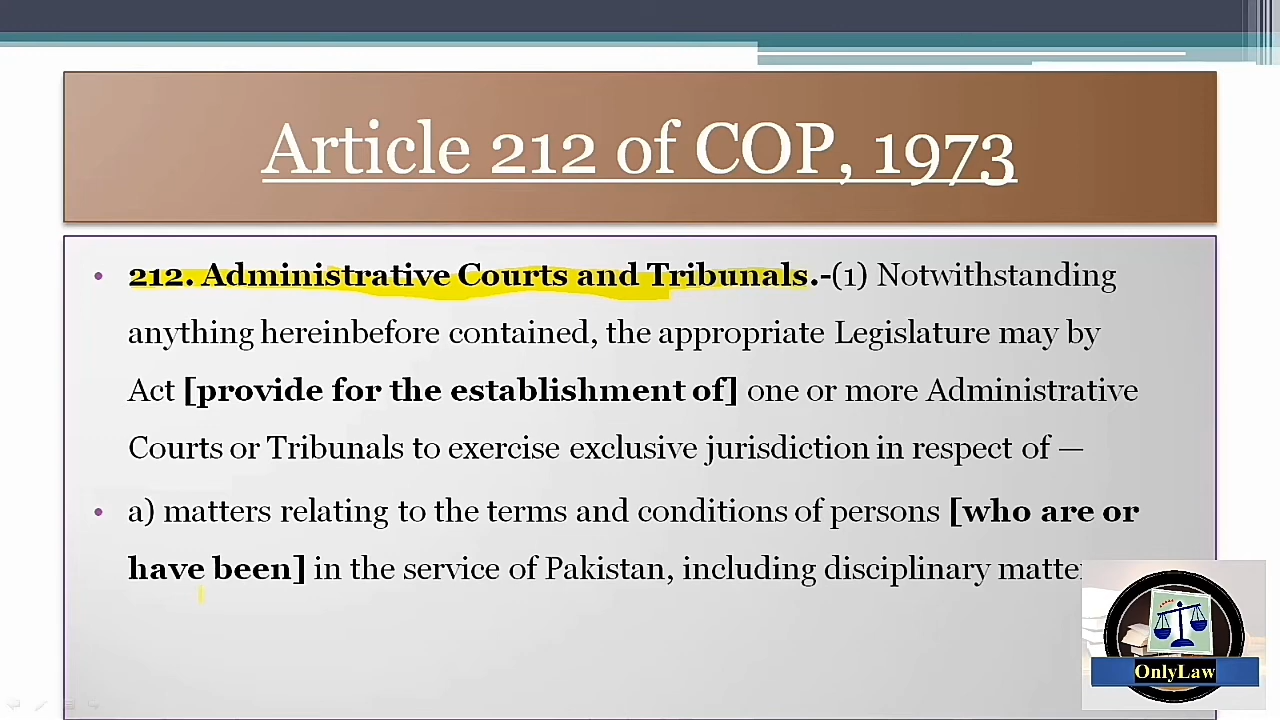 Article 212 of COP, 1973
• 212. Administrative Courts and Tribunals.-(1) Notwithstanding
anything hereinbefore contained, the appropriate Legislature may by
Act [provide for the establishment of] one or more Administrative
Courts or Tribunals to exercise exclusive jurisdiction in respect of —
• a) matters relating to the terms and conditions of persons [who are or
have been] in the service of Pakistan, including disciplinary matte
OnlyLaw